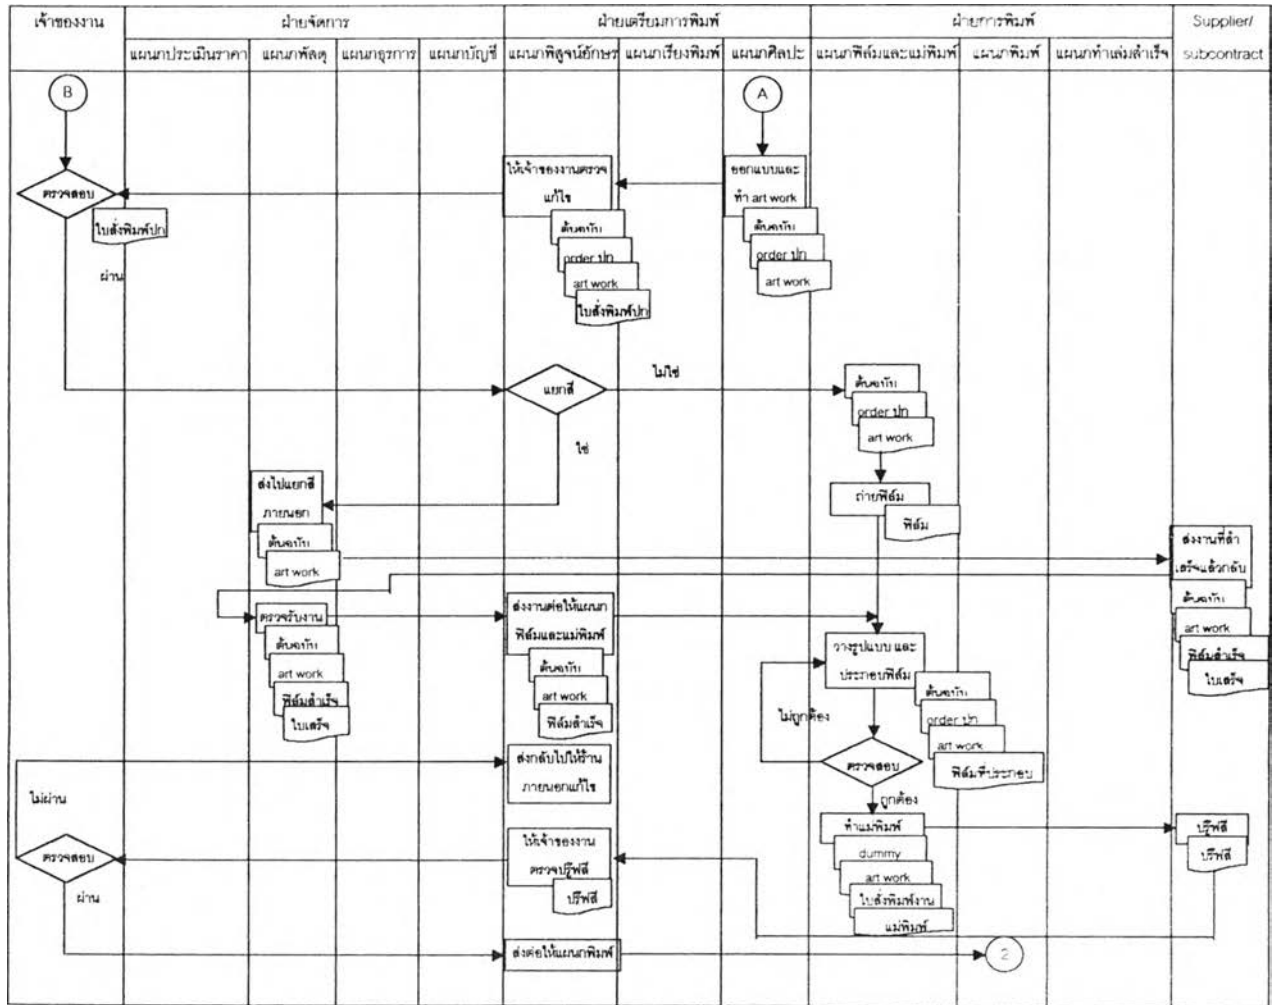 เจ้าของงาน
ฝ่ายจัดการ
ฝ่ายเตรียมการพิมพ์
ฝ่ายการพิมพ์
Supplier/
subcontract
แผนกประเมินราคา
แผนกพัสดุ
แผนกธุรการ
แผนกบัญชี
แผนกพิสูจน์อักษร
แผนกเรียงพิมพ์
แผนกศิลปะ
แผนกฟิล์มและแม่พิมพ์
แผนกพิมพ์
แผนกทำเล่มสำเร็จ
B
A
ตรวจสอบ
ใบสั่งพิมพ์ปก
ผ่าน
ให้เจ้าของงานตรวจ
แก้ไข
ต้นฉบับ
order ปก
art work
ใบสั่งพิมพ์ปก
ออกแบบและ
ทำ art work
ต้นฉบับ
order ปก
art work
แยกสี
ไม่ใช่
ใช่
ต้นฉบับ
order ปก
art work
ถ่ายฟิล์ม
ฟิล์ม
ส่งไปแยกสี
ภายนอก
ต้นฉบับ
art work
ส่งงานที่สำ
เสร็จแล้วกลับ
ต้นฉบับ
art work
ฟิล์มสำเร็จ
ใบเสร็จ
ตรวจรับงาน
ต้นฉบับ
art work
ฟิล์มสำเร็จ
ใบเสร็จ
ส่งงานต่อให้แผนก
ฟิล์มและแม่พิมพ์
ต้นฉบับ
art work
ฟิล์มสำเร็จ
วางรูปแบบ และ
ประกอบฟิล์ม
ต้นฉบับ
order ปก
art work
ฟิล์มที่ประกอบ
ไม่ถูกต้อง
ตรวจสอบ
ถูกต้อง
ส่งกลับไปให้ร้าน
ภายนอกแก้ไข
ไม่ผ่าน
ตรวจสอบ
ผ่าน
ให้เจ้าของงาน
ตรวจปรู๊ฟสี
ปรู๊ฟสี
ทำแม่พิมพ์
dummy
art work
ใบสั่งพิมพ์งาน
แม่พิมพ์
ปรู๊ฟสี
ปรู๊ฟสี
ส่งต่อให้แผนกพิมพ์
2